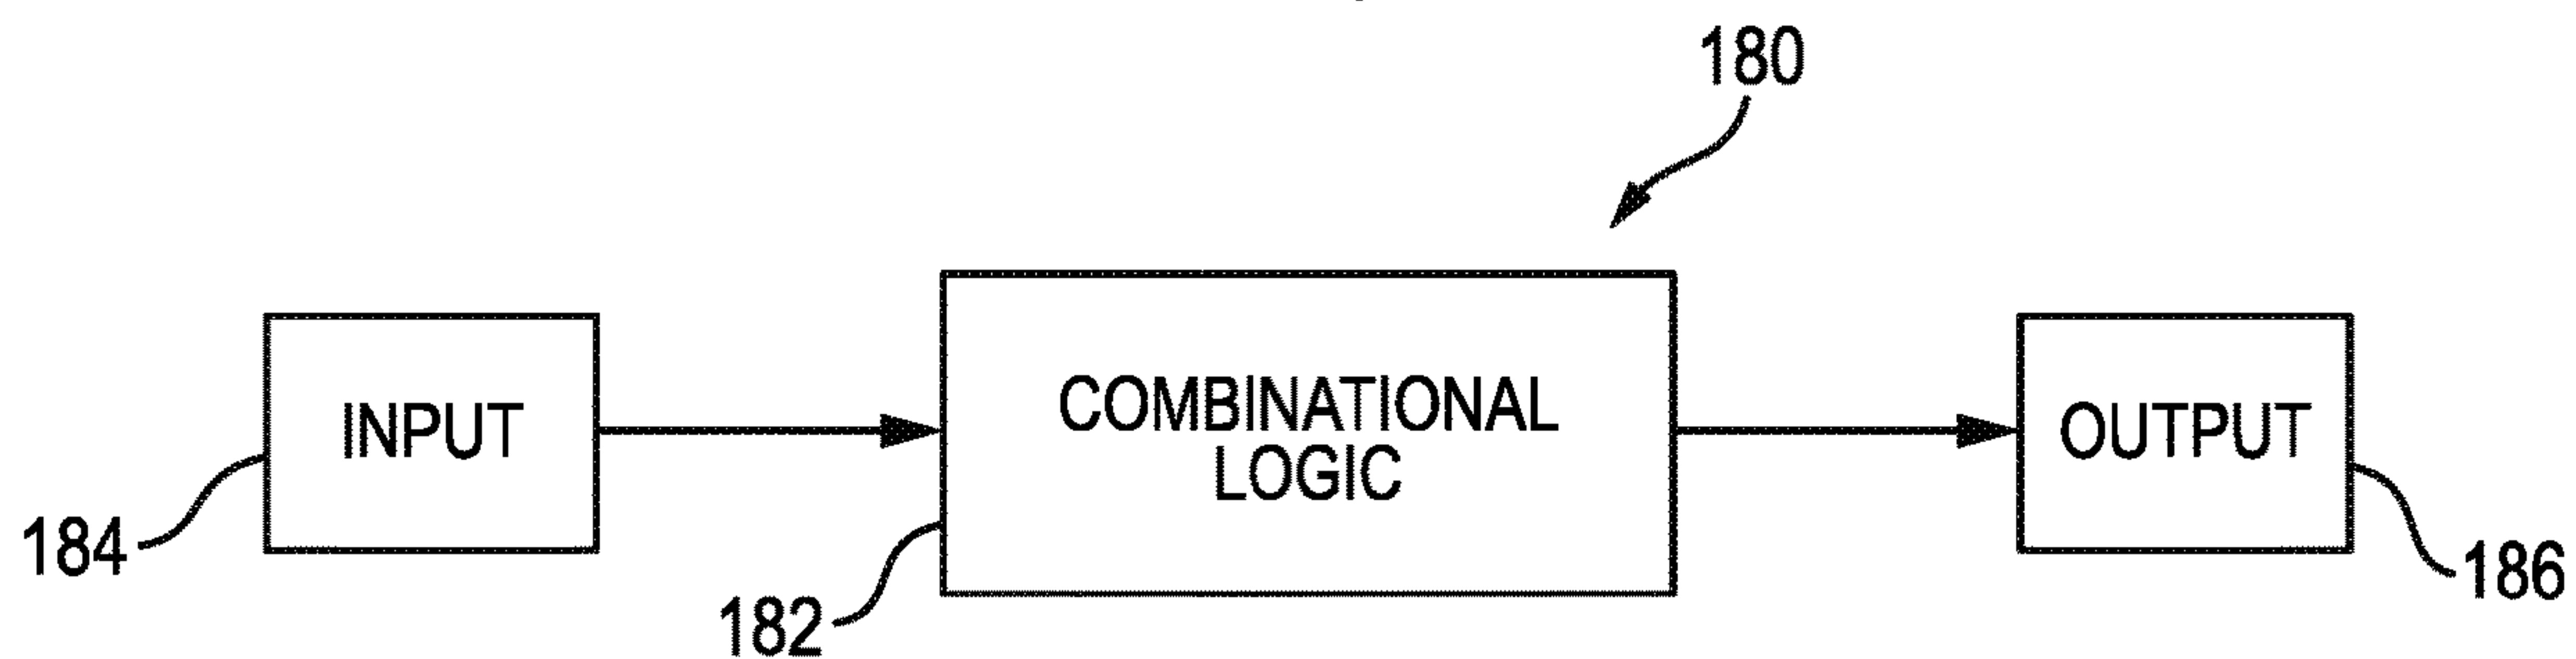 180
INPUT
COMBINATIONAL
LOGIC
OUTPUT
184
182
186